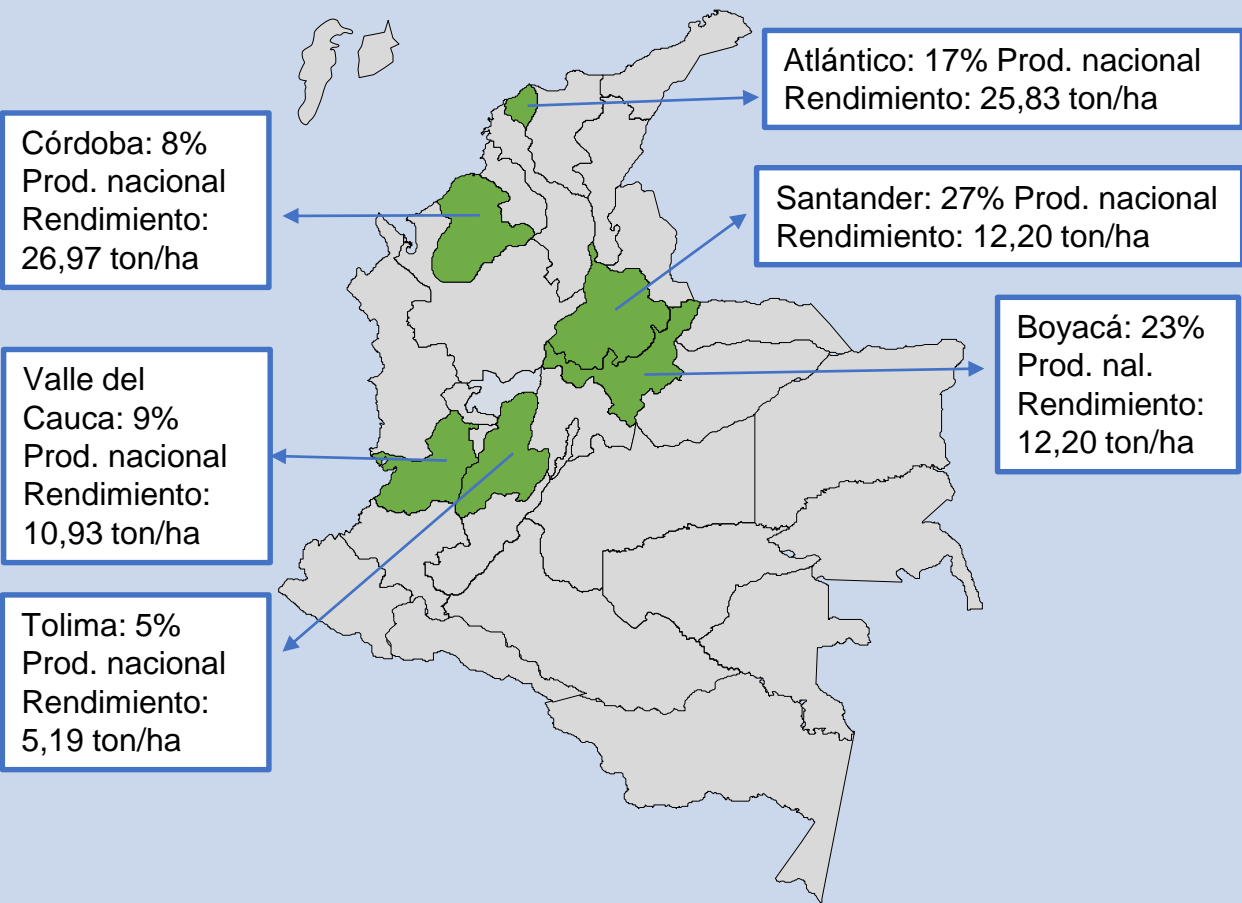 Atlántico: 17% Prod. nacional
Rendimiento: 25,83 ton/ha
Córdoba: 8%
Prod. nacional
Rendimiento:
26,97 ton/ha
Santander: 27% Prod. nacional
Rendimiento: 12,20 ton/ha
Boyacá: 23%
Prod. nal.
Rendimiento:
12,20 ton/ha
Valle del
Cauca: 9%
Prod. nacional
Rendimiento:
10,93 ton/ha
Tolima: 5%
Prod. nacional
Rendimiento:
5,19 ton/ha